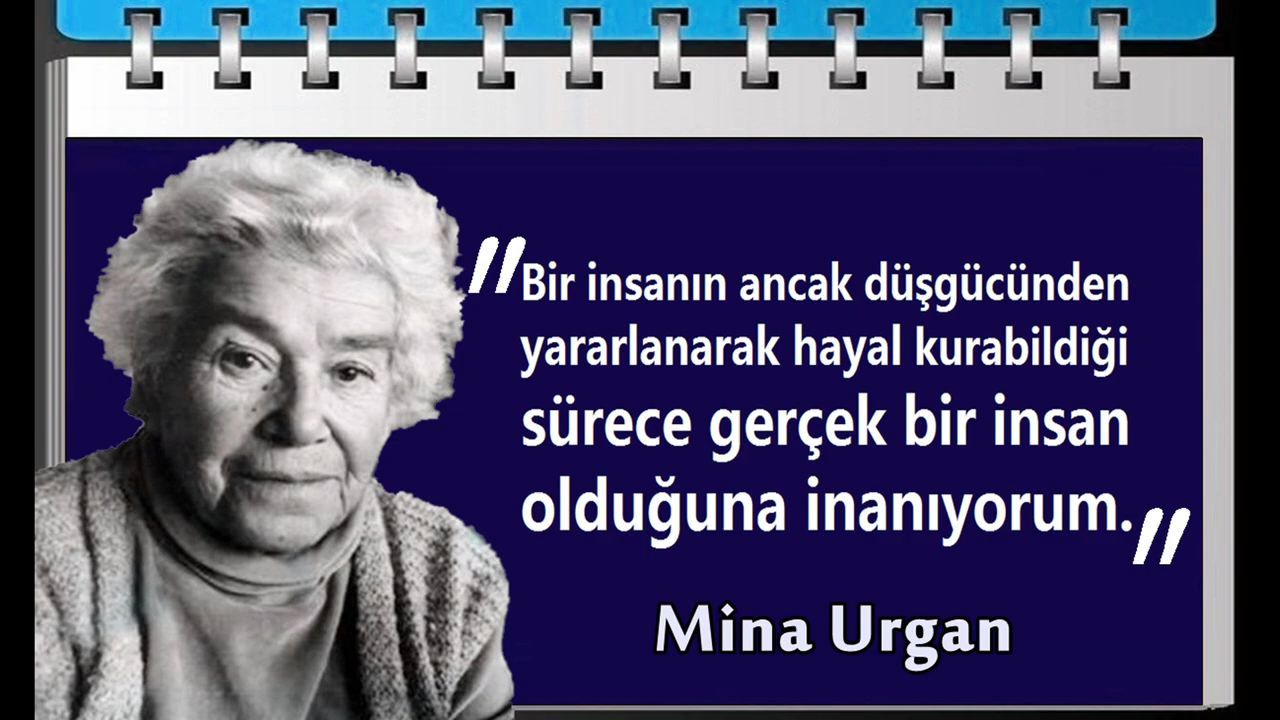 "Bir insanın ancak düşgücünden
yararlanarak hayal kurabildiği
sürece gerçek bir insan
olduğuna inanıyorum."
Mina Urgan